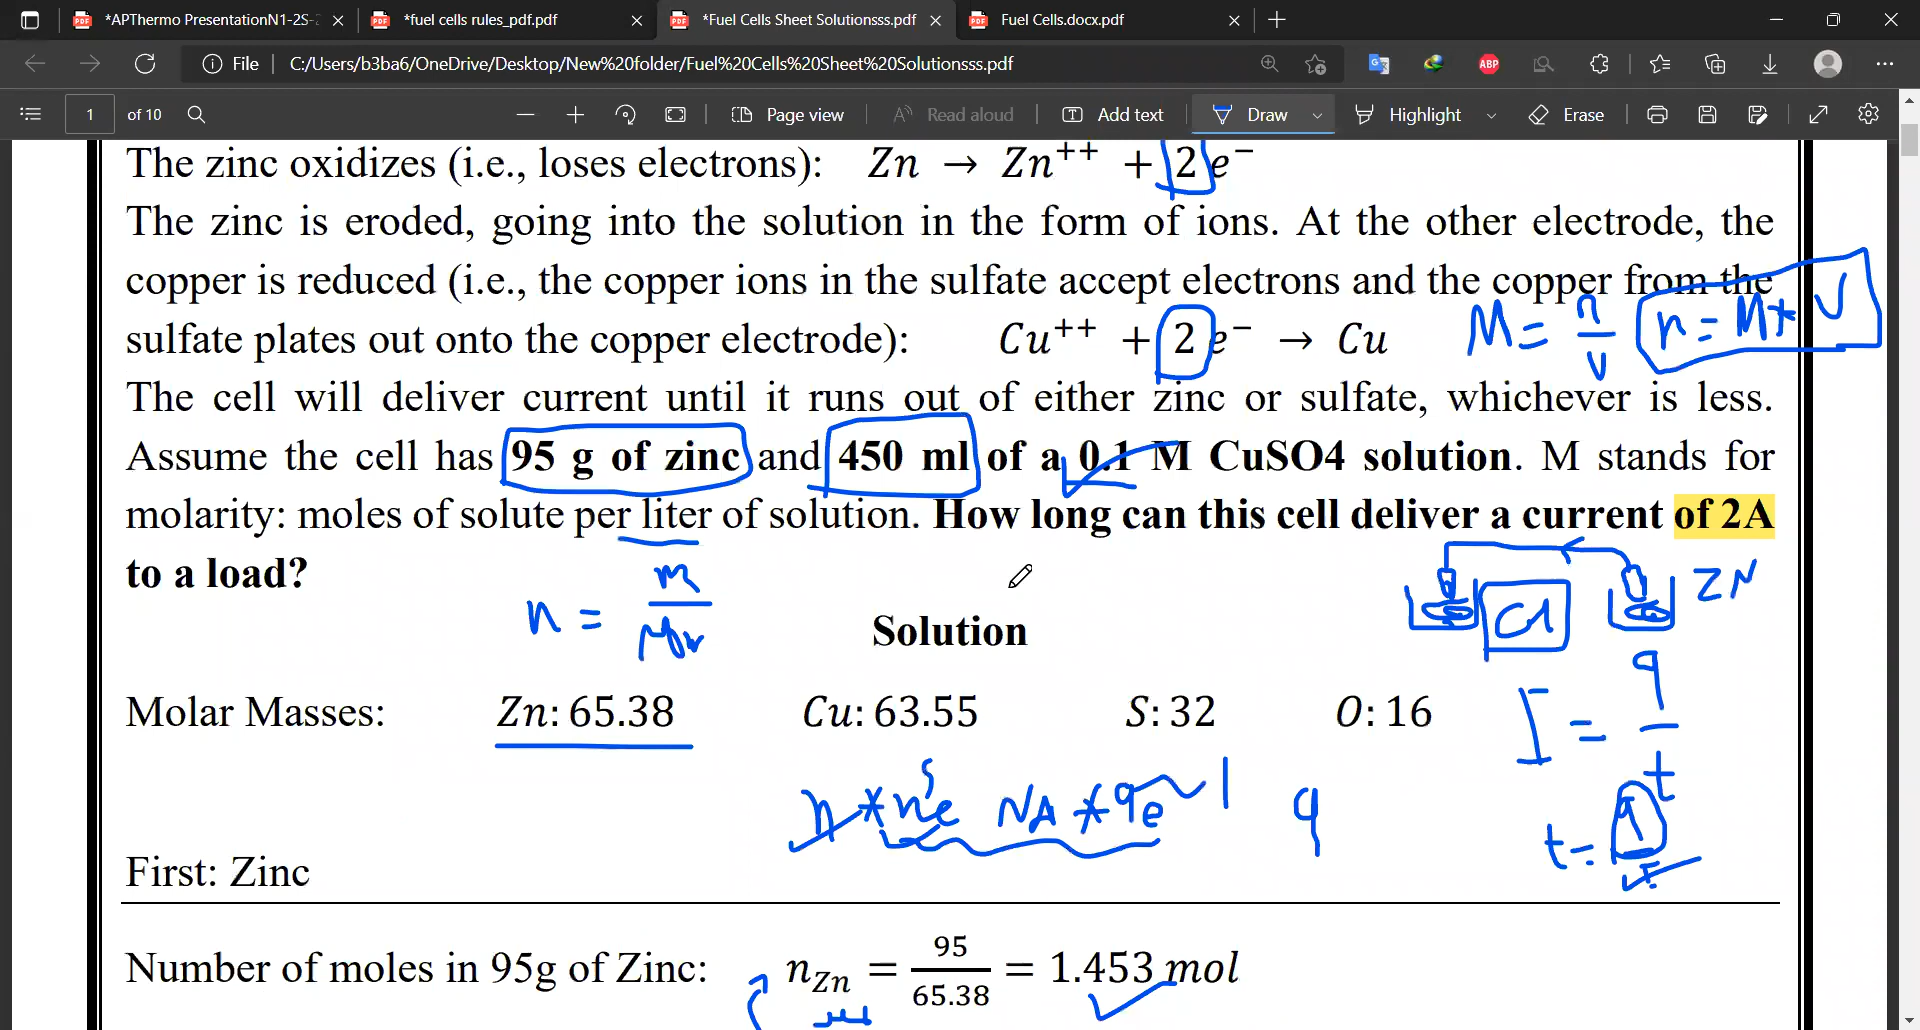 *APThermo PresentationN1-2S-
*fuel cells rules_pdf.pdf
*Fuel Cells Sheet Solutionsss.pdf
Fuel Cells.docx.pdf
File
C:/Users/b3ba6/OneDrive/Desktop/New%20folder/Fuel%20Cells%20Sheet%20Solutionsss.pdf
ABP
1 of 10
Page view
Read aloud
Add text
Draw
Highlight
Erase
The zinc oxidizes (i.e., loses electrons): Zn → Zn⁺⁺ + 2e⁻
The zinc is eroded, going into the solution in the form of ions. At the other electrode, the
copper is reduced (i.e., the copper ions in the sulfate accept electrons and the copper from the
sulfate plates out onto the copper electrode): Cu⁺⁺ + 2e⁻ → Cu
M = n/V
n = M * V
The cell will deliver current until it runs out of either zinc or sulfate, whichever is less.
Assume the cell has 95 g of zinc and 450 ml of a 0.1 M CuSO4 solution. M stands for
molarity: moles of solute per liter of solution. How long can this cell deliver a current of 2A
to a load?
n = m/Mw
ZN
Solution
I = q/t
Molar Masses: Zn: 65.38 Cu: 63.55 S: 32 O: 16
n * n's e NA * qe
q
t = q/I
First: Zinc
Number of moles in 95g of Zinc: n_Zn = 95/65.38 = 1.453 mol